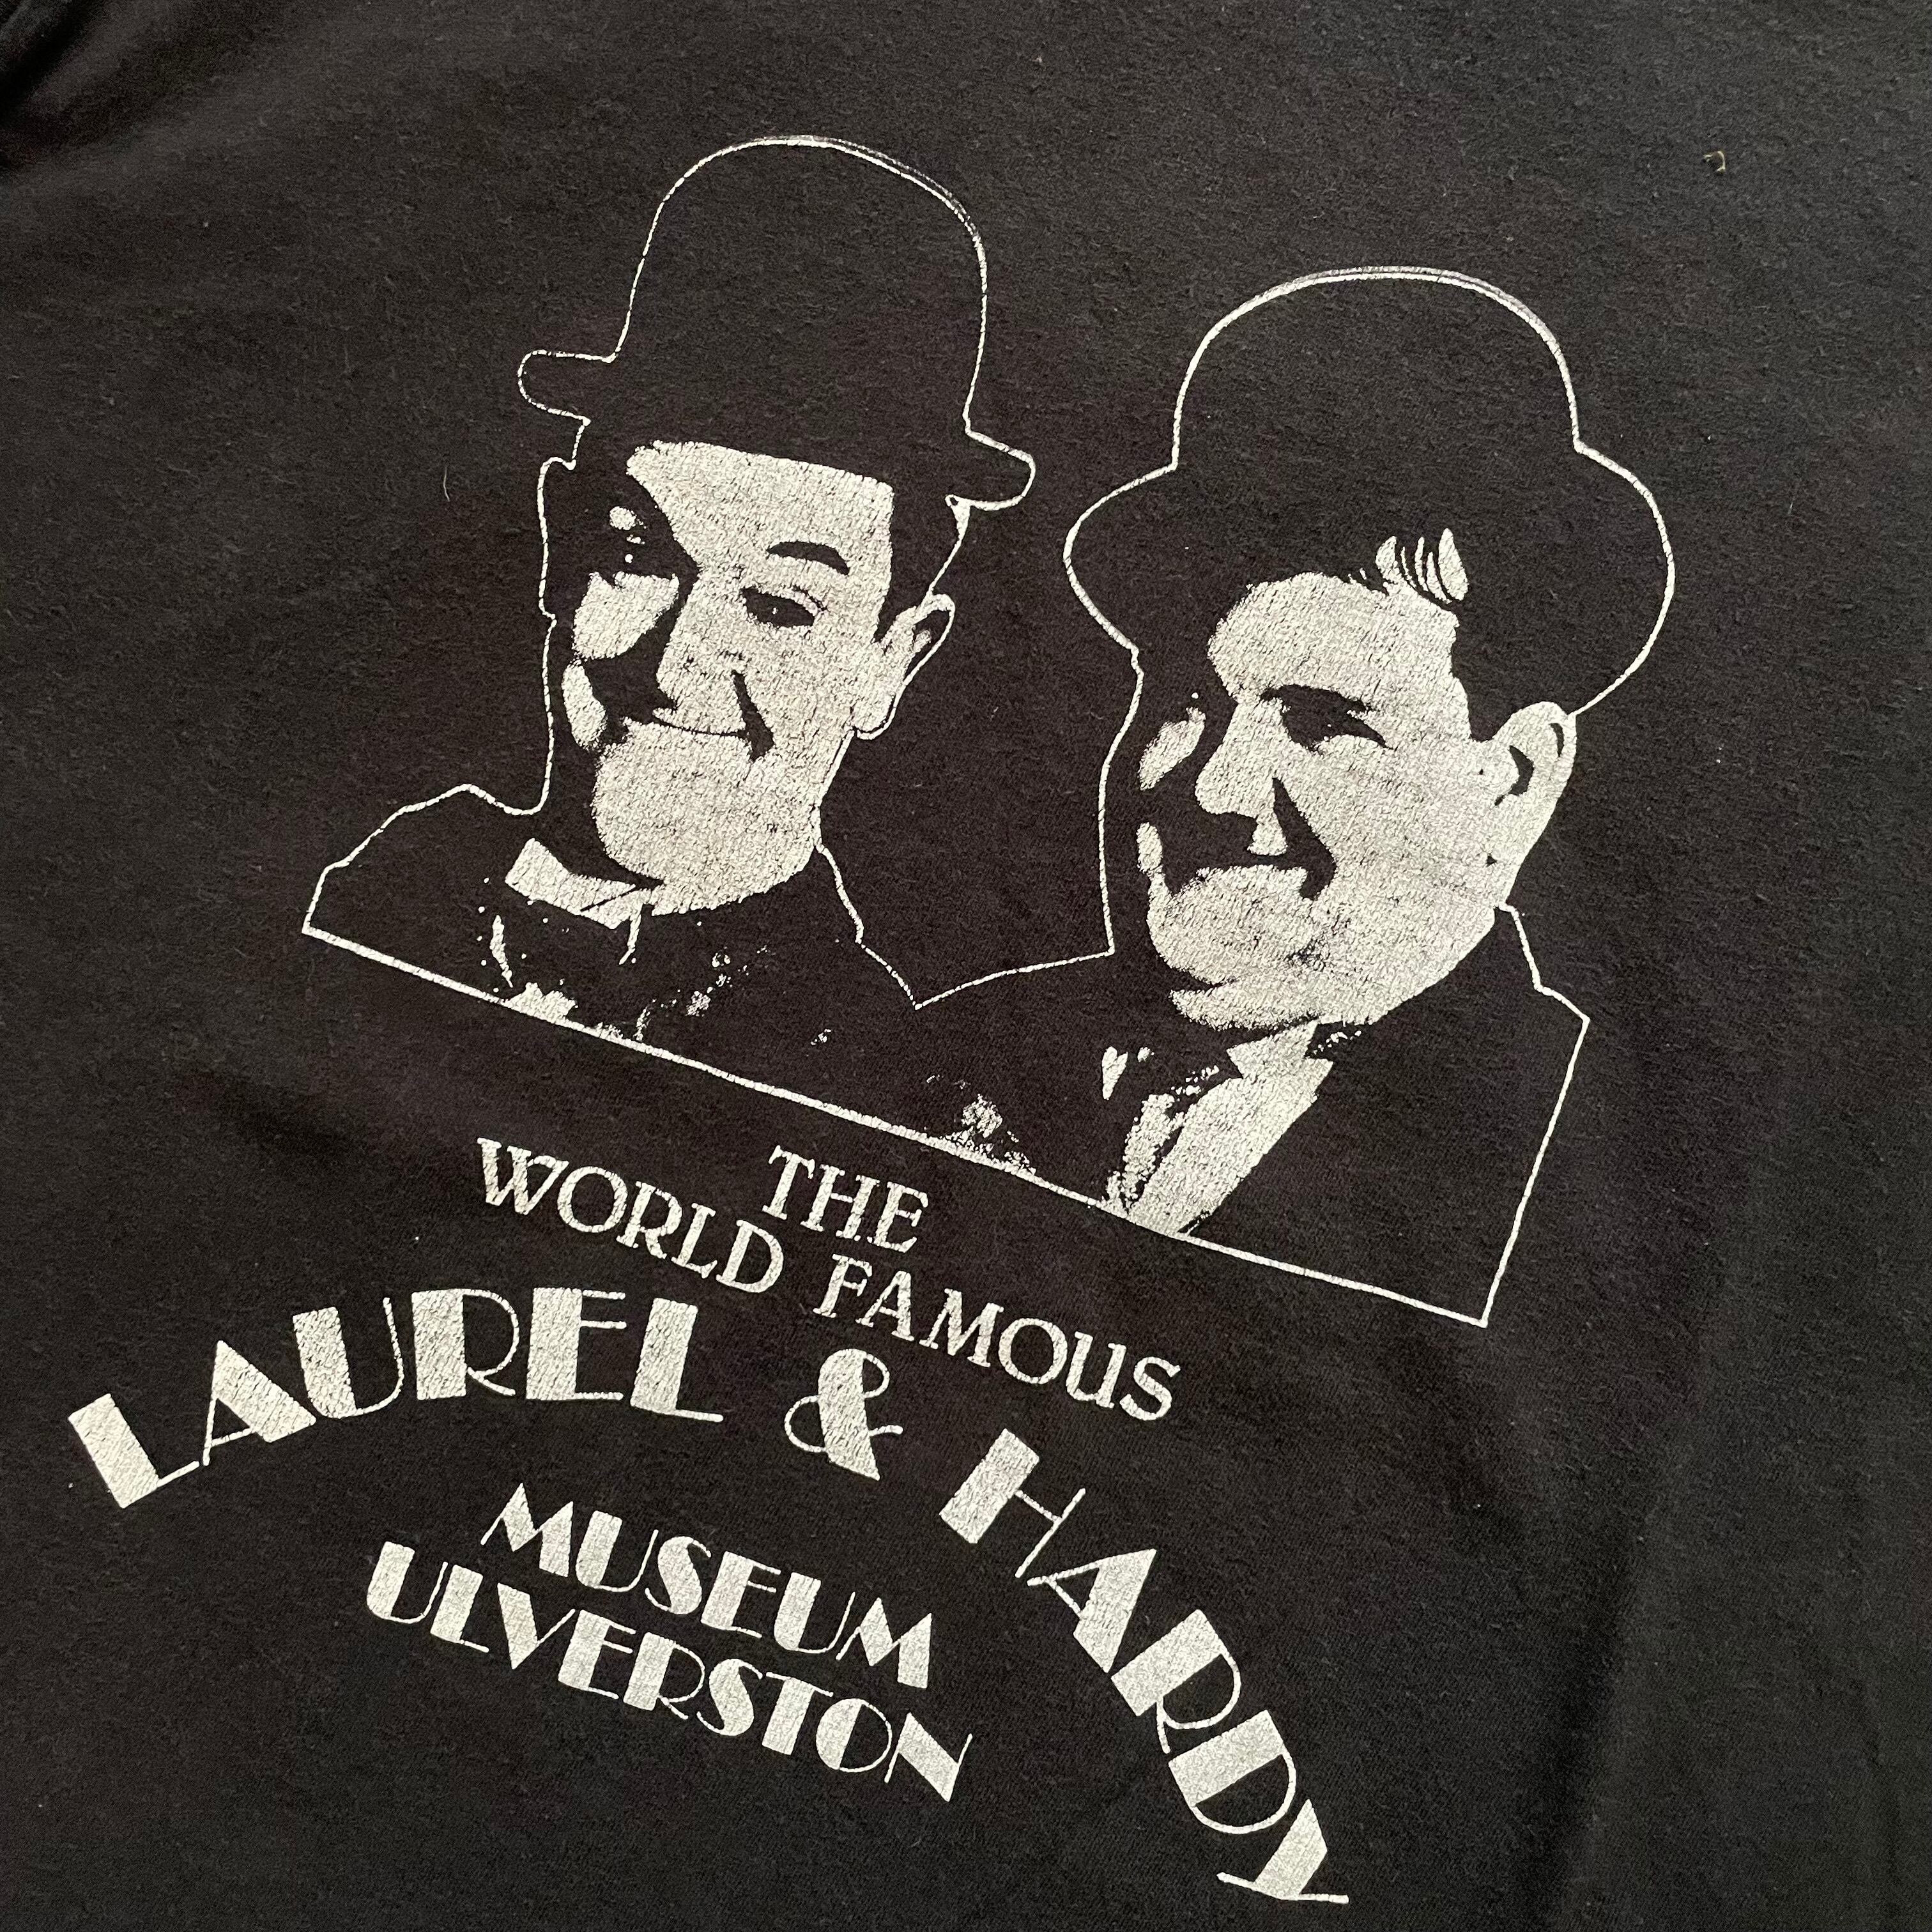 THE
WORLD FAMOUS
LAUREL & HARDY
MUSEUM
ULVERSTON